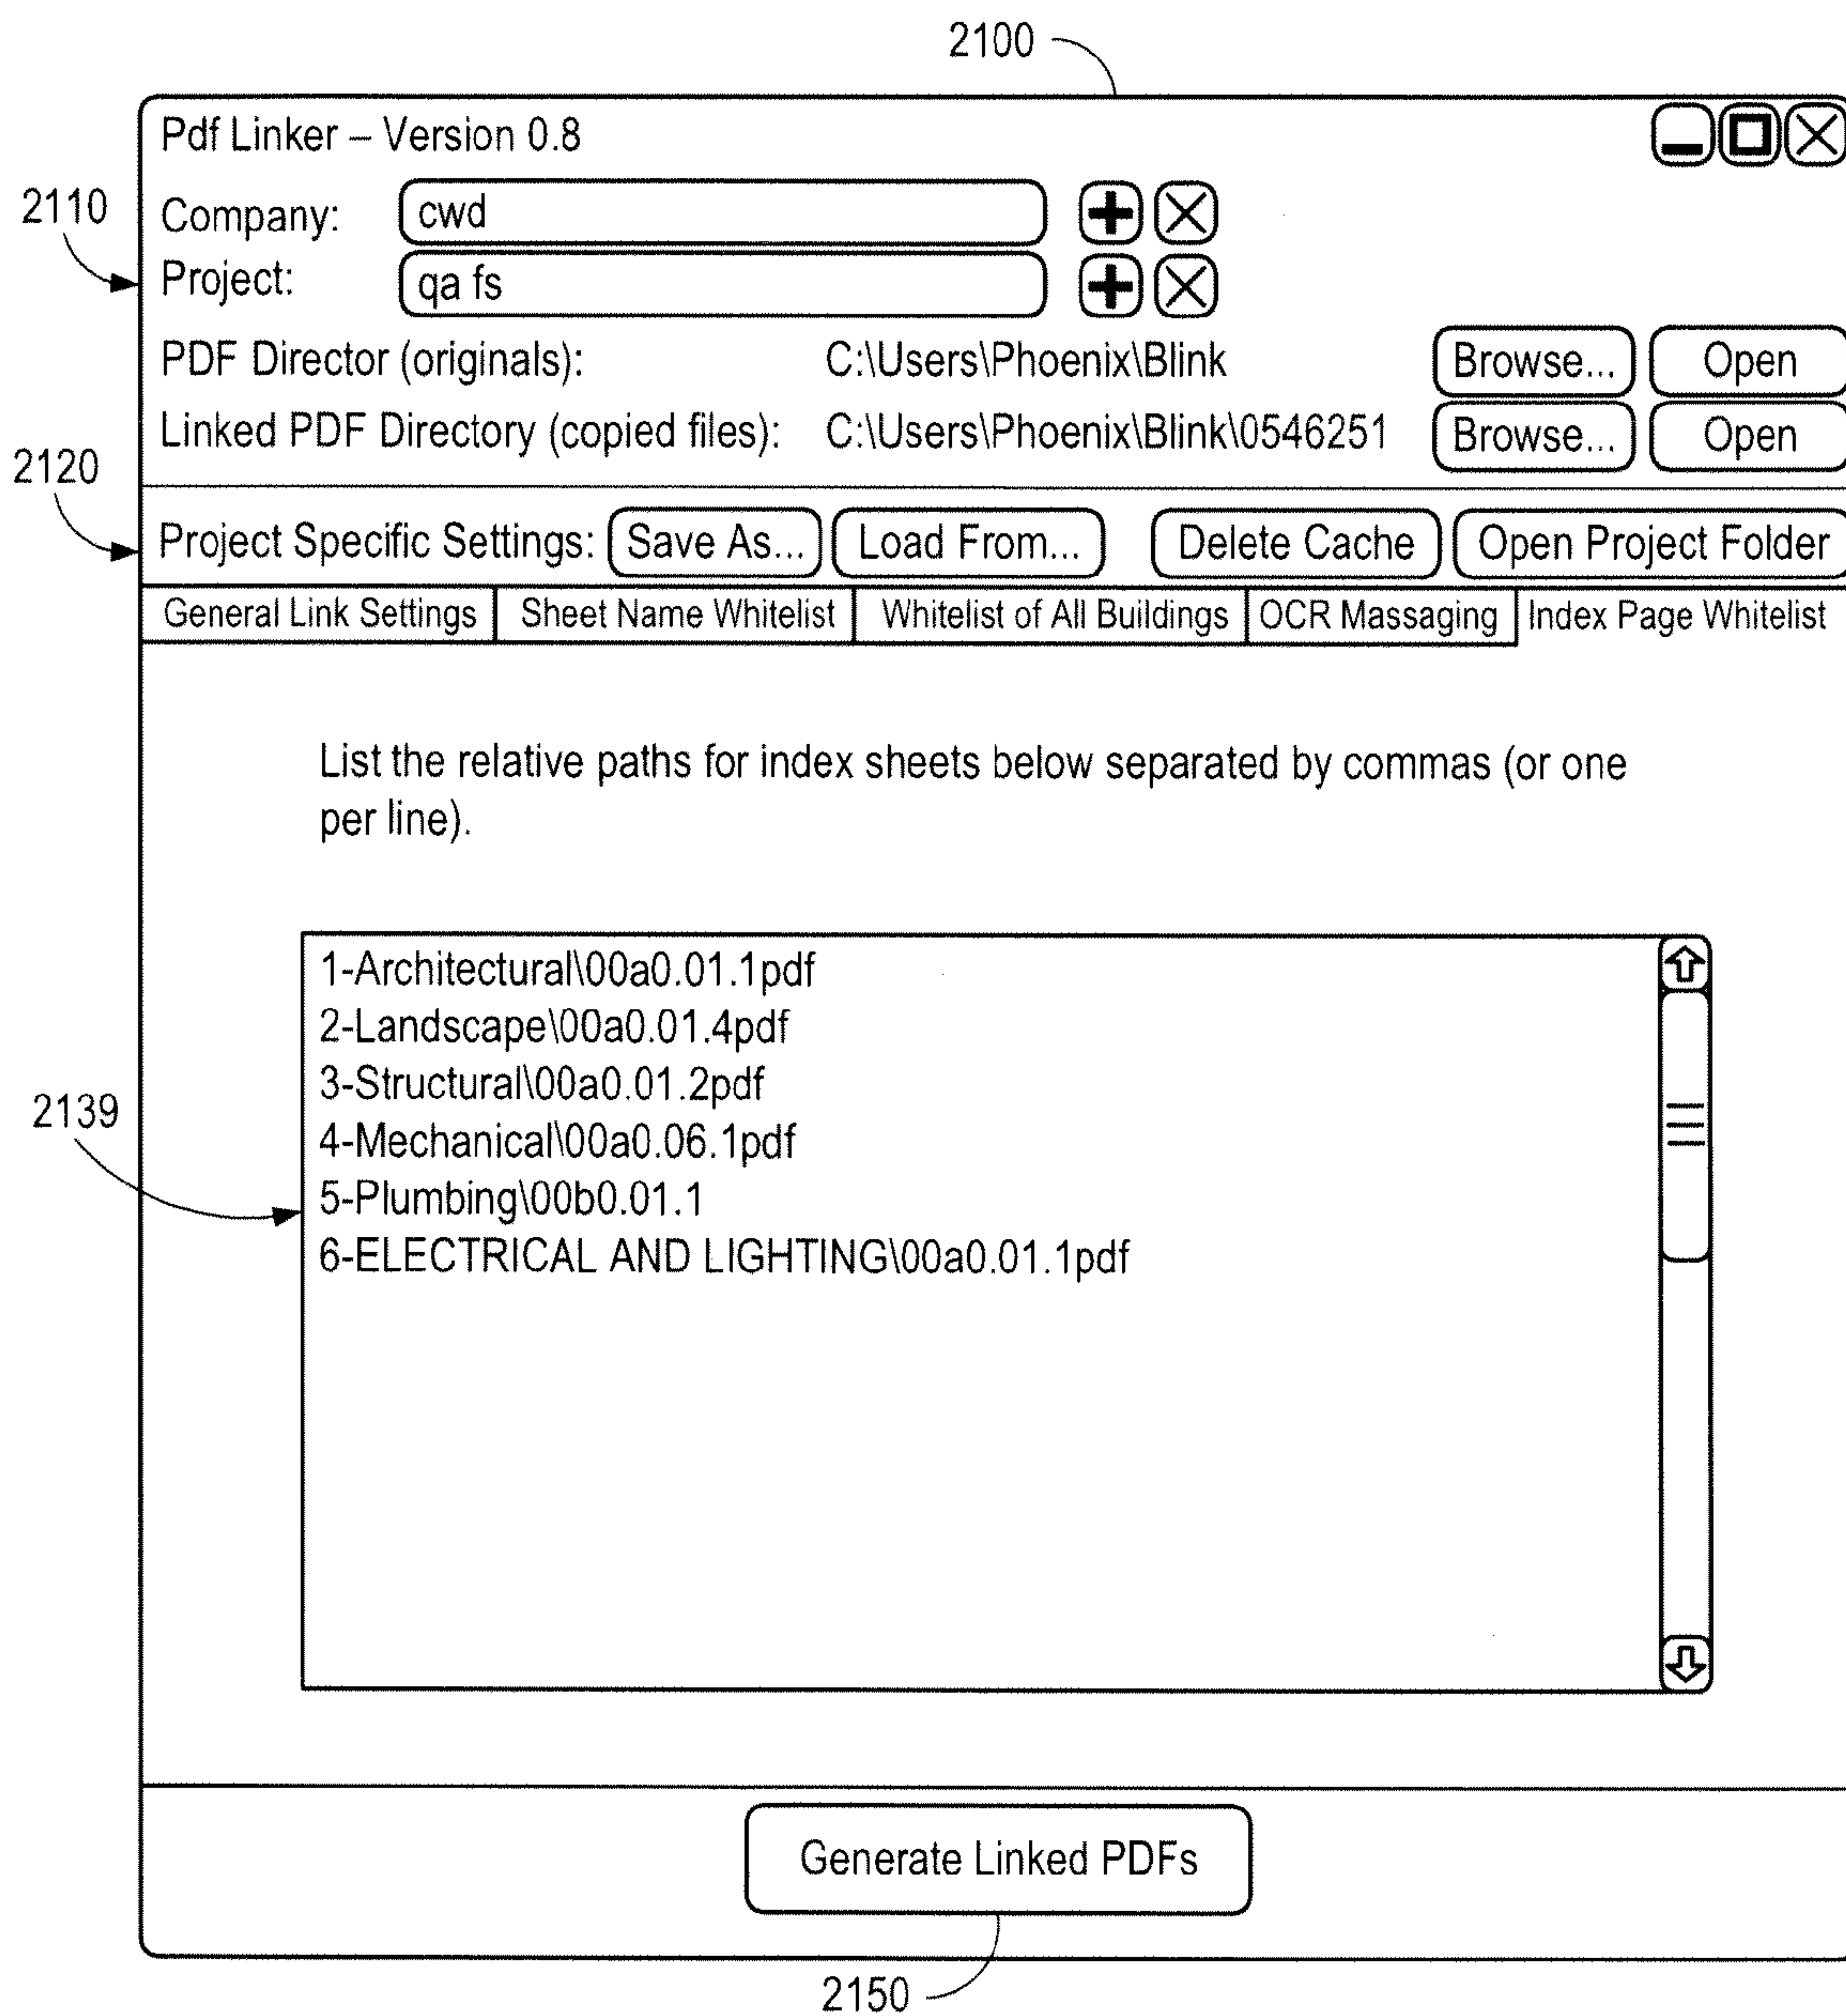 2100
Pdf Linker – Version 0.8
2110
Company: cwd
Project: qa fs
PDF Director (originals): C:\Users\Phoenix\Blink Browse... Open
Linked PDF Directory (copied files): C:\Users\Phoenix\Blink\0546251 Browse... Open
2120
Project Specific Settings: Save As... Load From... Delete Cache Open Project Folder
General Link Settings Sheet Name Whitelist Whitelist of All Buildings OCR Massaging Index Page Whitelist
List the relative paths for index sheets below separated by commas (or one
per line).
1-Architectural\00a0.01.1pdf
2-Landscape\00a0.01.4pdf
3-Structural\00a0.01.2pdf
2139
4-Mechanical\00a0.06.1pdf
5-Plumbing\00b0.01.1
6-ELECTRICAL AND LIGHTING\00a0.01.1pdf
Generate Linked PDFs
2150